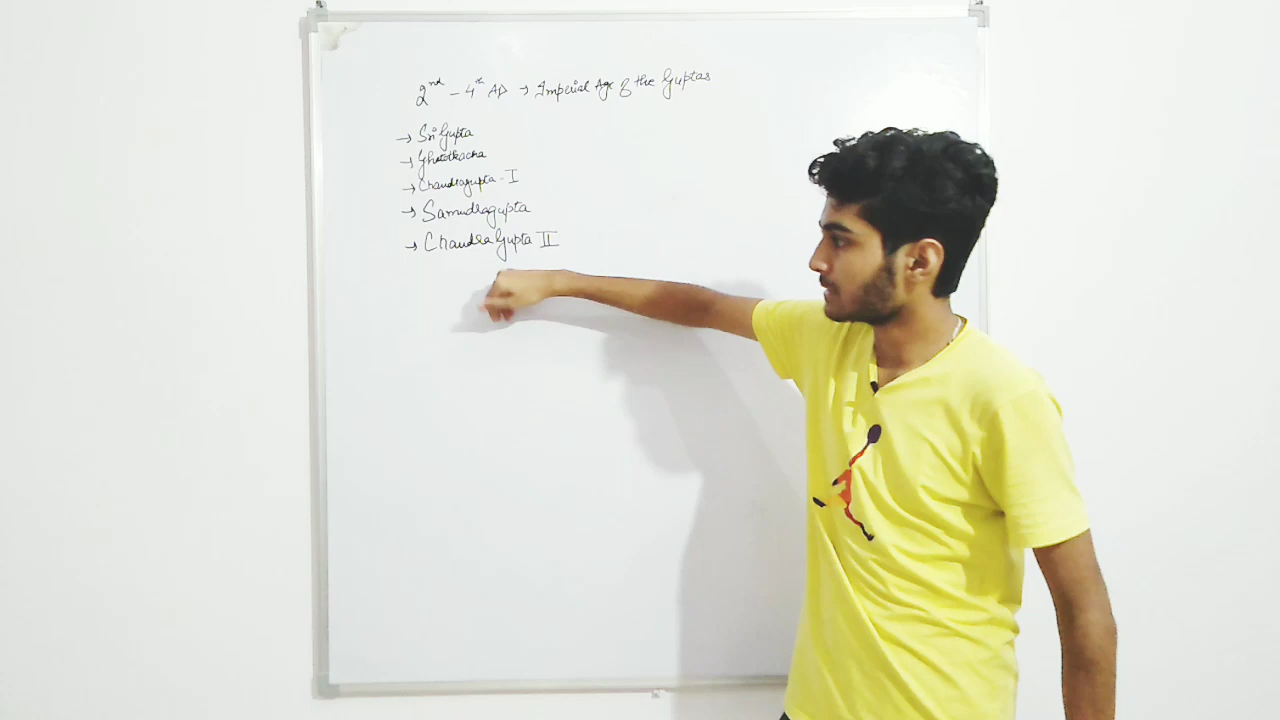 2nd - 4th AD → Imperial Age of the Guptas
→ Sri Gupta
→ Ghatotkacha
→ Chandragupta - I
→ Samudragupta
→ Chandra Gupta II